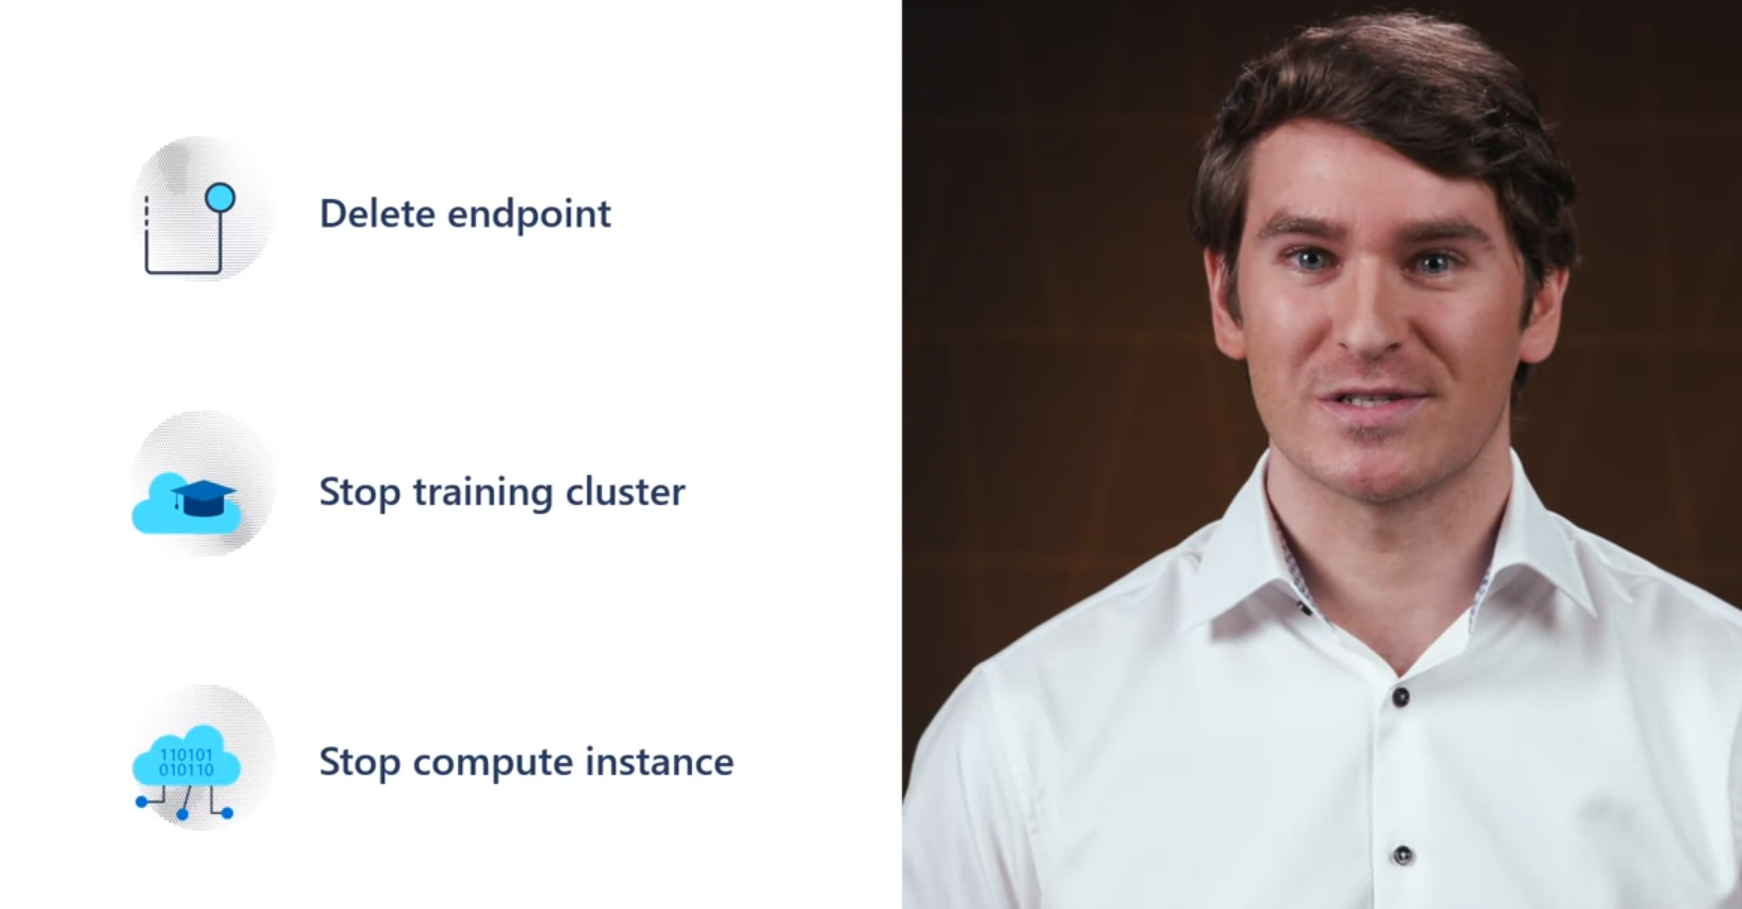 Delete endpoint
Stop training cluster
110101
010110
Stop compute instance